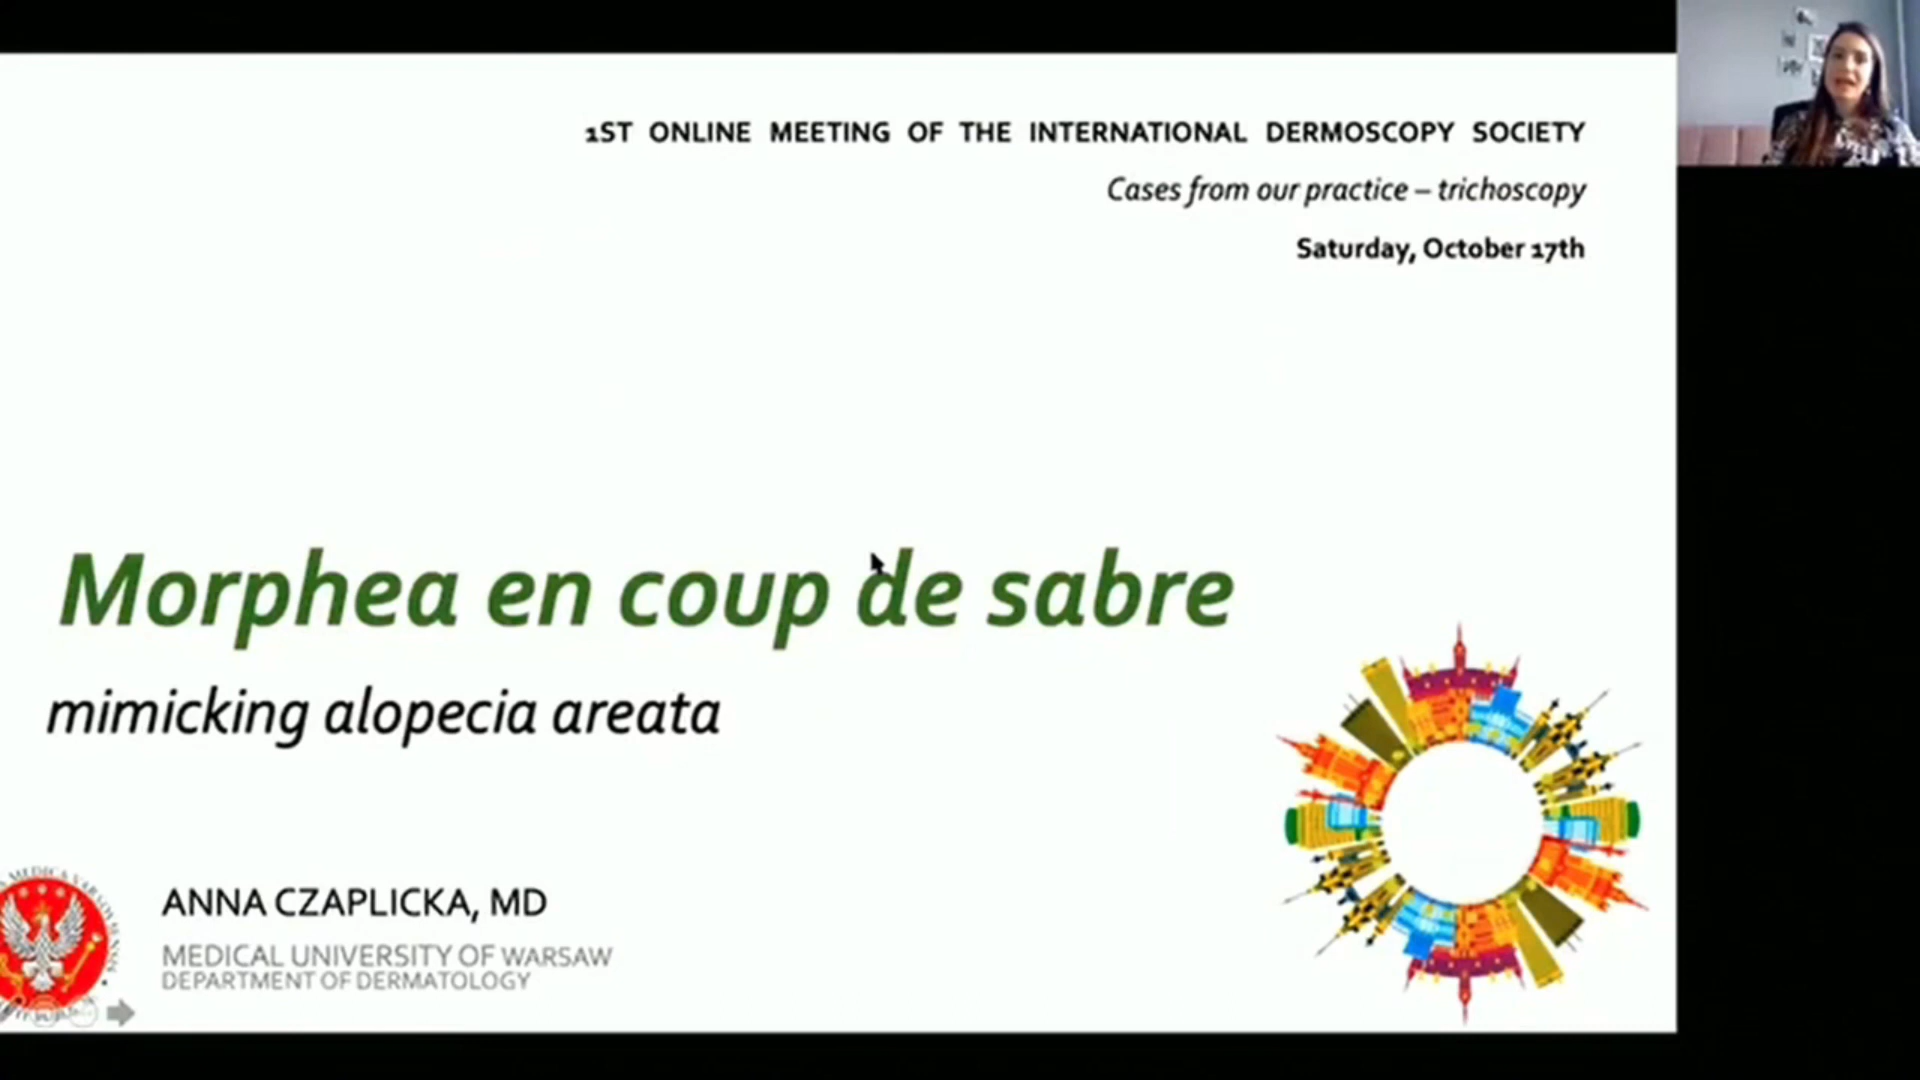 1ST ONLINE MEETING OF THE INTERNATIONAL DERMOSCOPY SOCIETY
Cases from our practice – trichoscopy
Saturday, October 17th
Morphea en coup de sabre
mimicking alopecia areata
ANNA CZAPLICKA, MD
MEDICAL UNIVERSITY OF WARSAW
DEPARTMENT OF DERMATOLOGY